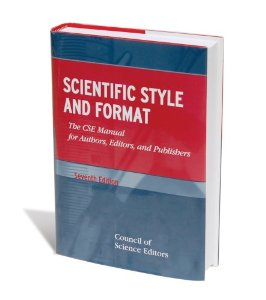 SCIENTIFIC STYLE
AND FORMAT
The CSE Manual
for Authors, Editors, and Publishers
Seventh Edition
Council of
Science Editors